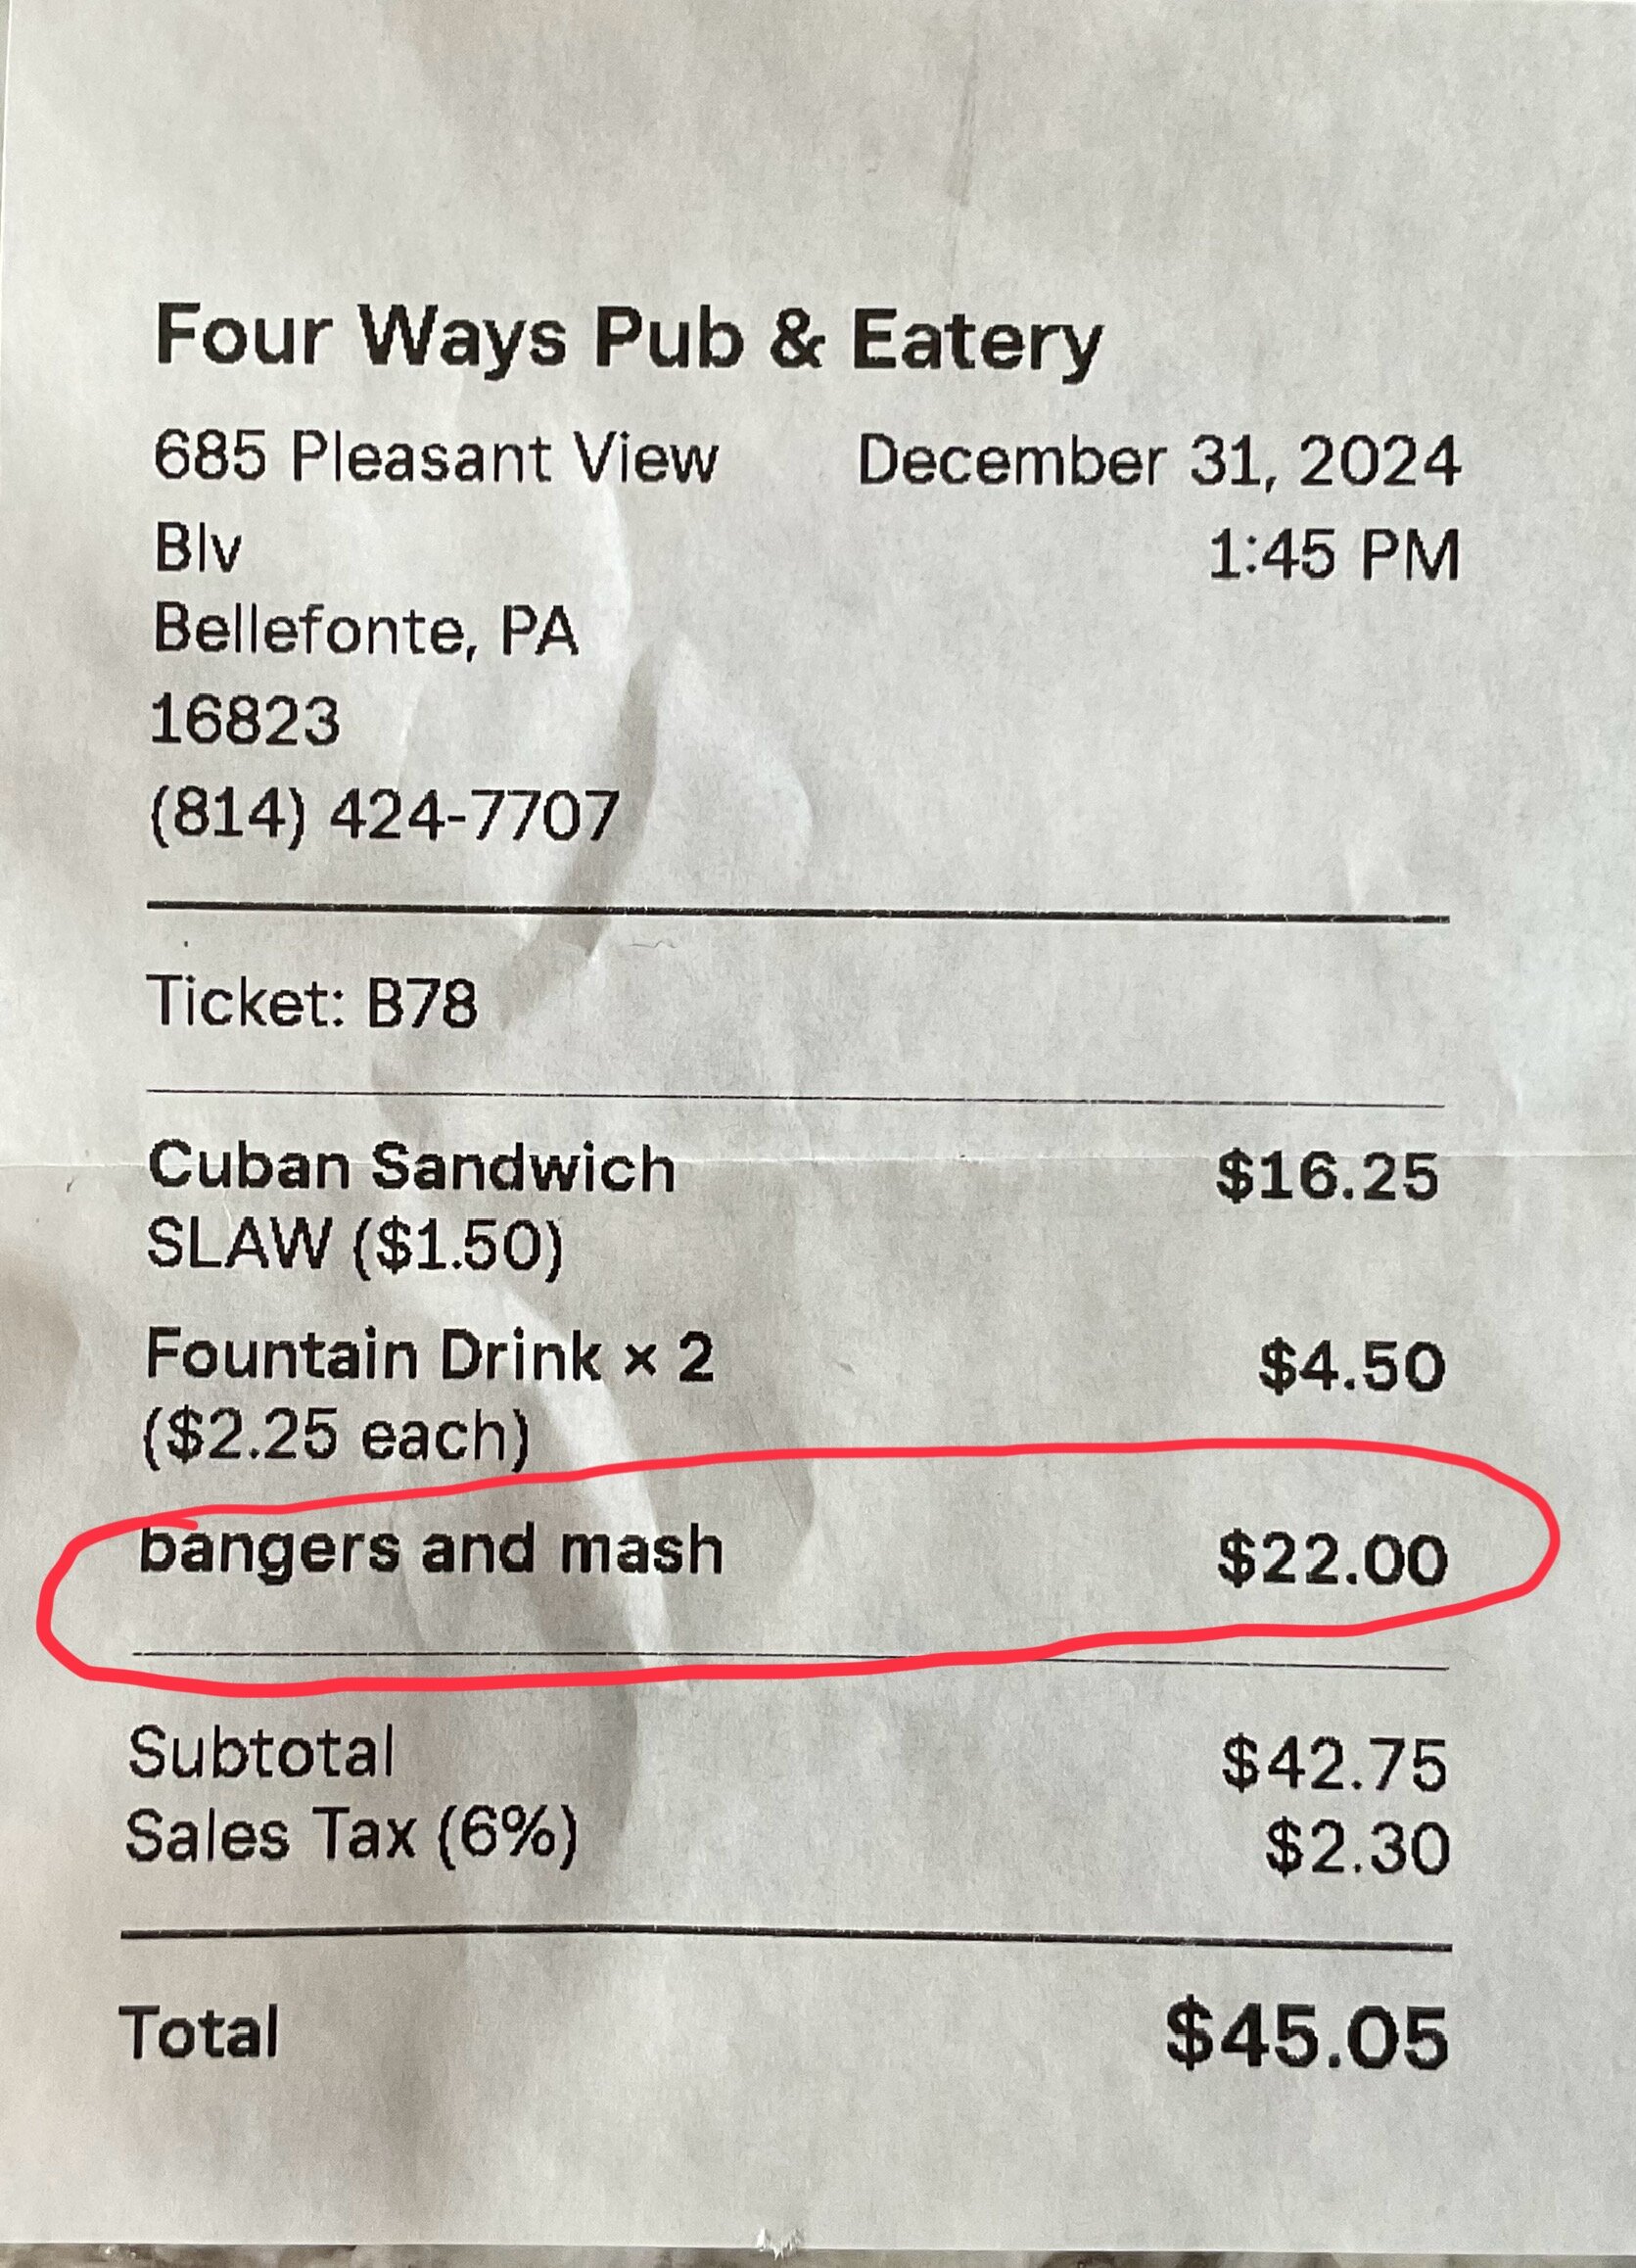 Four Ways Pub & Eatery
685 Pleasant View December 31, 2024
Blv 1:45 PM
Bellefonte, PA
16823
(814) 424-7707
Ticket: B78
Cuban Sandwich $16.25
SLAW ($1.50)
Fountain Drink × 2 $4.50
($2.25 each)
bangers and mash $22.00
Subtotal $42.75
Sales Tax (6%) $2.30
Total $45.05